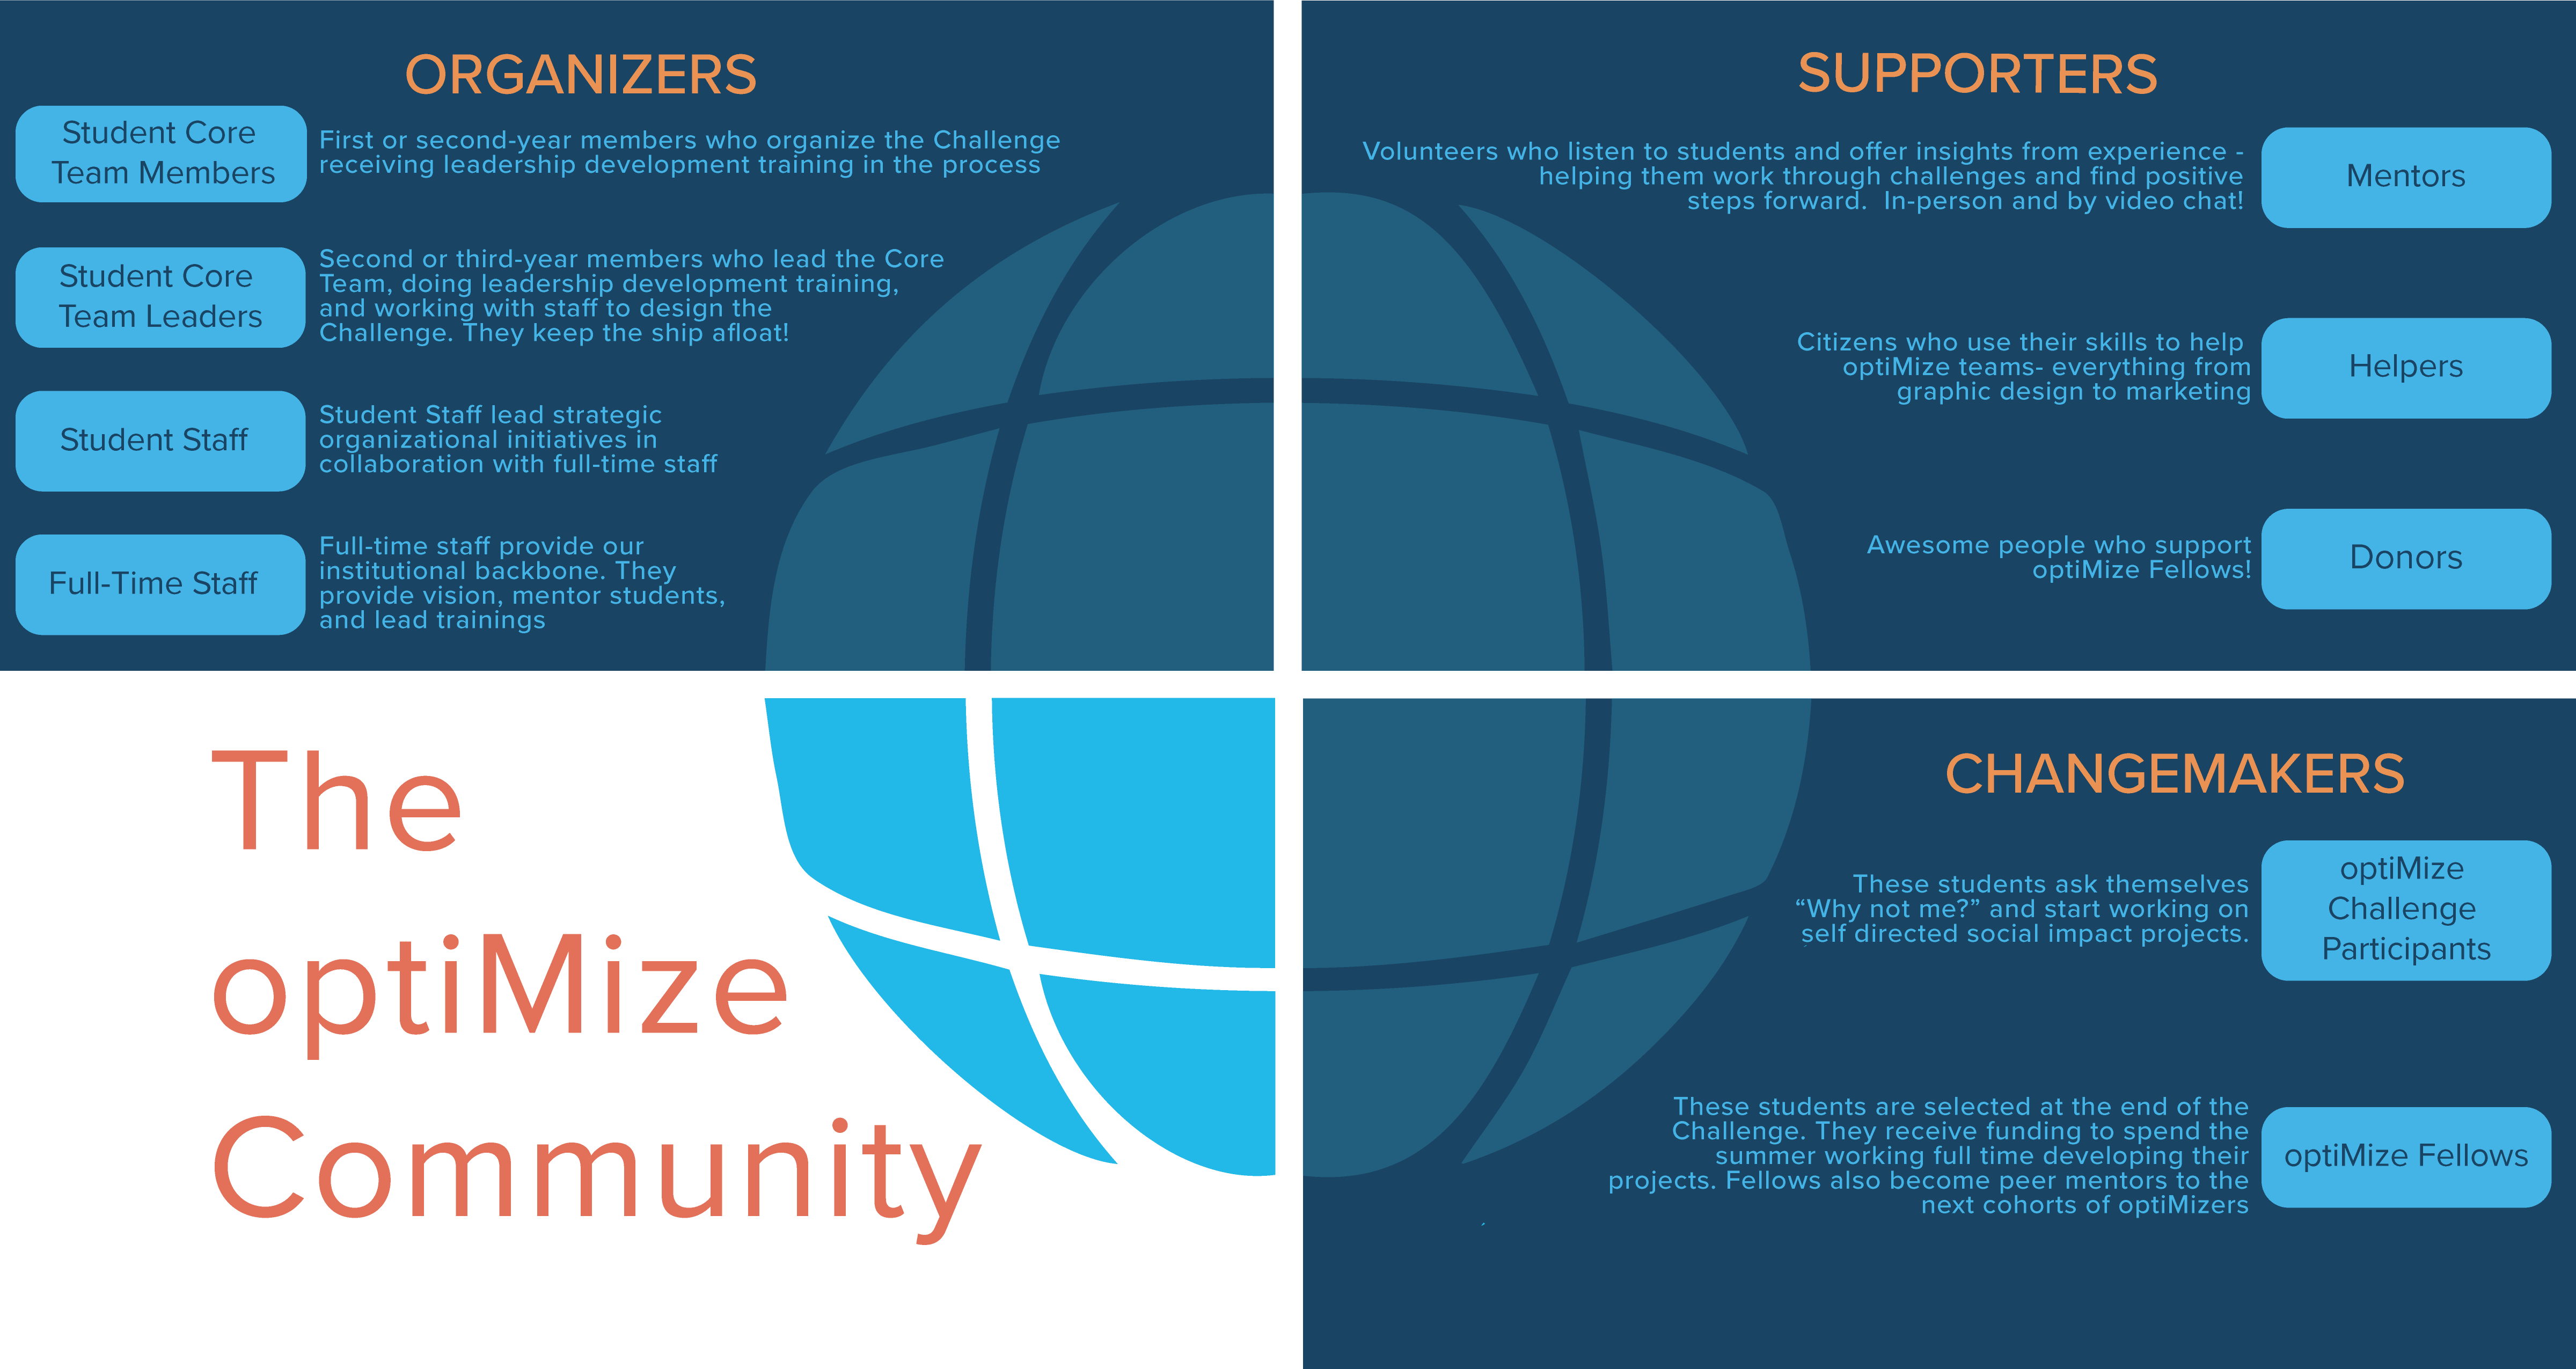 ORGANIZERS
Student Core
Team Members
First or second-year members who organize the Challenge
receiving leadership development training in the process
Student Core
Team Leaders
Second or third-year members who lead the Core
Team, doing leadership development training,
and working with staff to design the
Challenge. They keep the ship afloat!
Student Staff
Student Staff lead strategic
organizational initiatives in
collaboration with full-time staff
Full-Time Staff
Full-time staff provide our
institutional backbone. They
provide vision, mentor students,
and lead trainings
SUPPORTERS
Volunteers who listen to students and offer insights from experience -
helping them work through challenges and find positive
steps forward.  In-person and by video chat!
Mentors
Citizens who use their skills to help
optiMize teams- everything from
graphic design to marketing
Helpers
Awesome people who support
optiMize Fellows!
Donors
The
optiMize
Community
CHANGEMAKERS
These students ask themselves
“Why not me?” and start working on
self directed social impact projects.
optiMize
Challenge
Participants
These students are selected at the end of the
Challenge. They receive funding to spend the
summer working full time developing their
projects. Fellows also become peer mentors to the
next cohorts of optiMizers
optiMize Fellows